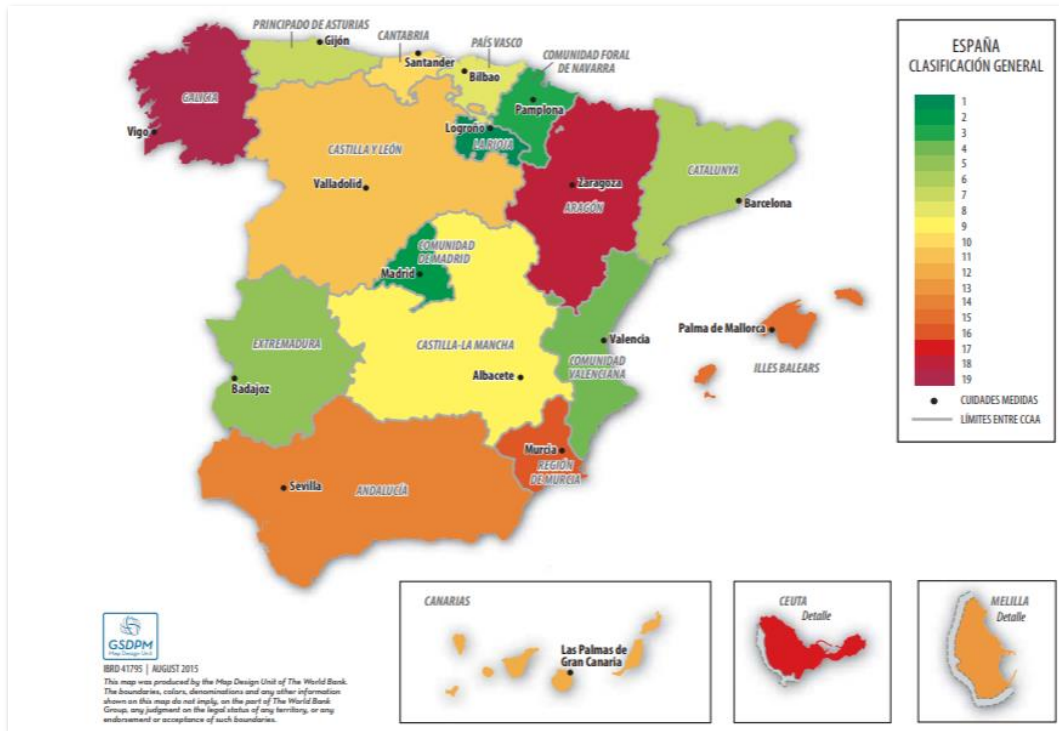 PRINCIPADO DE ASTURIAS
Gijón
CANTABRIA
Santander
PAÍS VASCO
Bilbao
COMUNIDAD FORAL
DE NAVARRA
Pamplona
GALICIA
Vigo
Logroño
LA RIOJA
CASTILLA Y LEÓN
Valladolid
Zaragoza
ARAGÓN
CATALUNYA
Barcelona
COMUNIDAD
DE MADRID
Madrid
EXTREMADURA
Badajoz
CASTILLA-LA MANCHA
Albacete
Valencia
COMUNIDAD
VALENCIANA
Palma de Mallorca
ILLES BALEARS
Murcia
REGIÓN
DE MURCIA
Sevilla
ANDALUCÍA
ESPAÑA
CLASIFICACIÓN GENERAL
1
2
3
4
5
6
7
8
9
10
11
12
13
14
15
16
17
18
19
CUIDADES MEDIDAS
LÍMITES ENTRE CCAA
CANARIAS
Las Palmas de
Gran Canaria
CEUTA
Detalle
MELILLA
Detalle
GSDPM
Map Design Unit
IBRD 41795 | AUGUST 2015
This map was produced by the Map Design Unit of The World Bank.
The boundaries, colors, denominations and any other information
shown on this map do not imply, on the part of The World Bank
Group, any judgment on the legal status of any territory, or any
endorsement or acceptance of such boundaries.